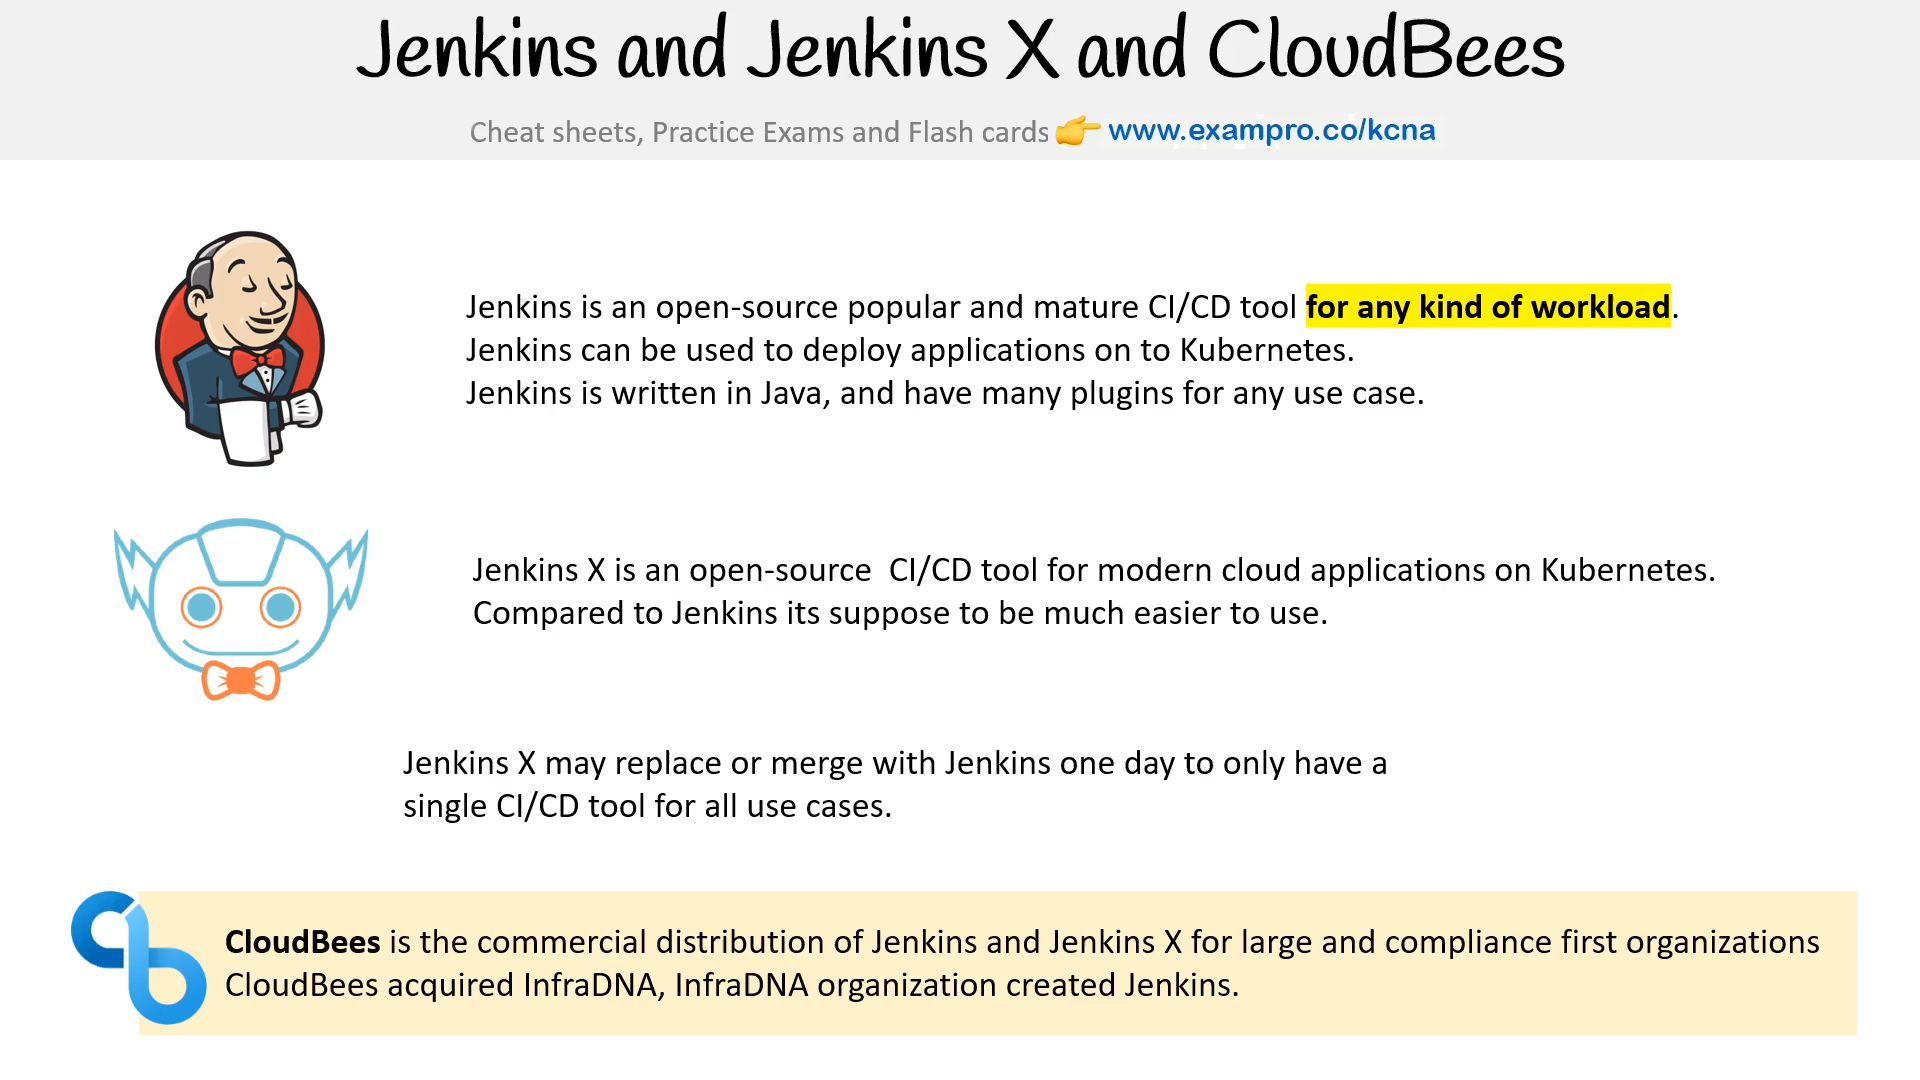 Jenkins and Jenkins X and CloudBees
Cheat sheets, Practice Exams and Flash cards 👉 www.exampro.co/kcna
Jenkins is an open-source popular and mature CI/CD tool for any kind of workload.
Jenkins can be used to deploy applications on to Kubernetes.
Jenkins is written in Java, and have many plugins for any use case.
Jenkins X is an open-source  CI/CD tool for modern cloud applications on Kubernetes.
Compared to Jenkins its suppose to be much easier to use.
Jenkins X may replace or merge with Jenkins one day to only have a
single CI/CD tool for all use cases.
CloudBees is the commercial distribution of Jenkins and Jenkins X for large and compliance first organizations
CloudBees acquired InfraDNA, InfraDNA organization created Jenkins.